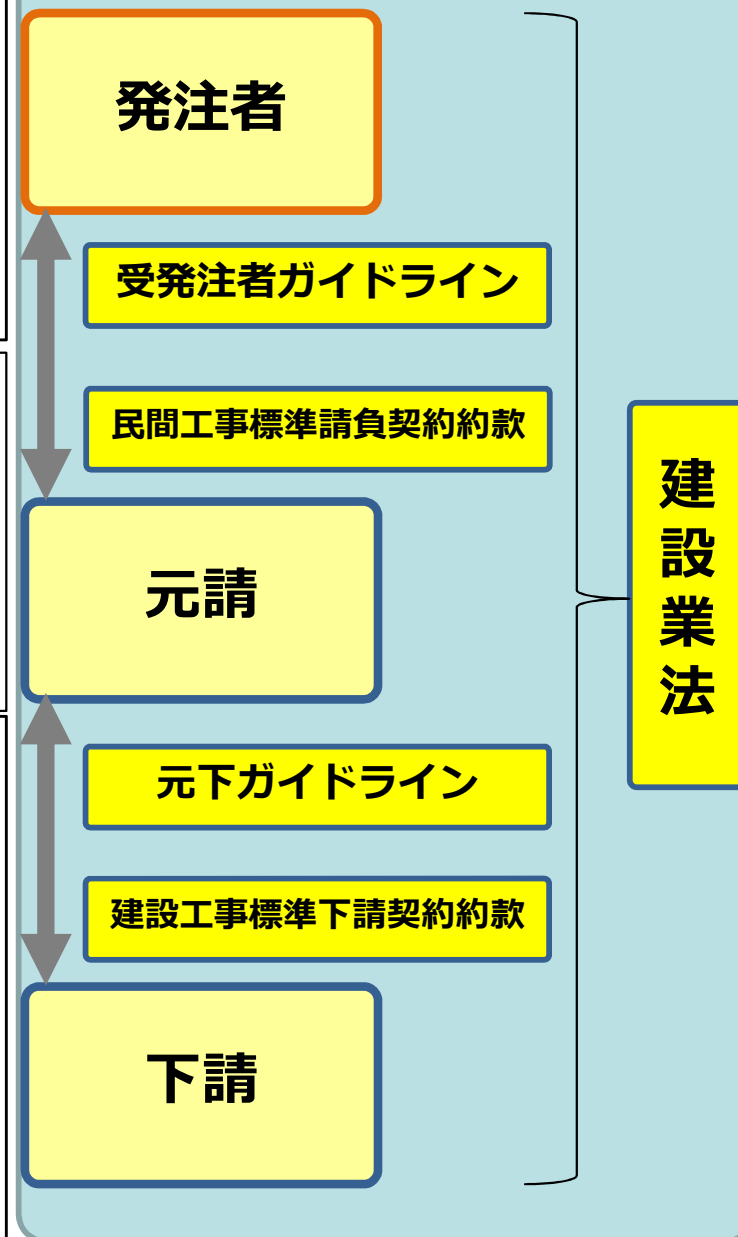 発注者
受発注者ガイドライン
民間工事標準請負契約約款
元請
元下ガイドライン
建設工事標準下請契約約款
下請
建設業法